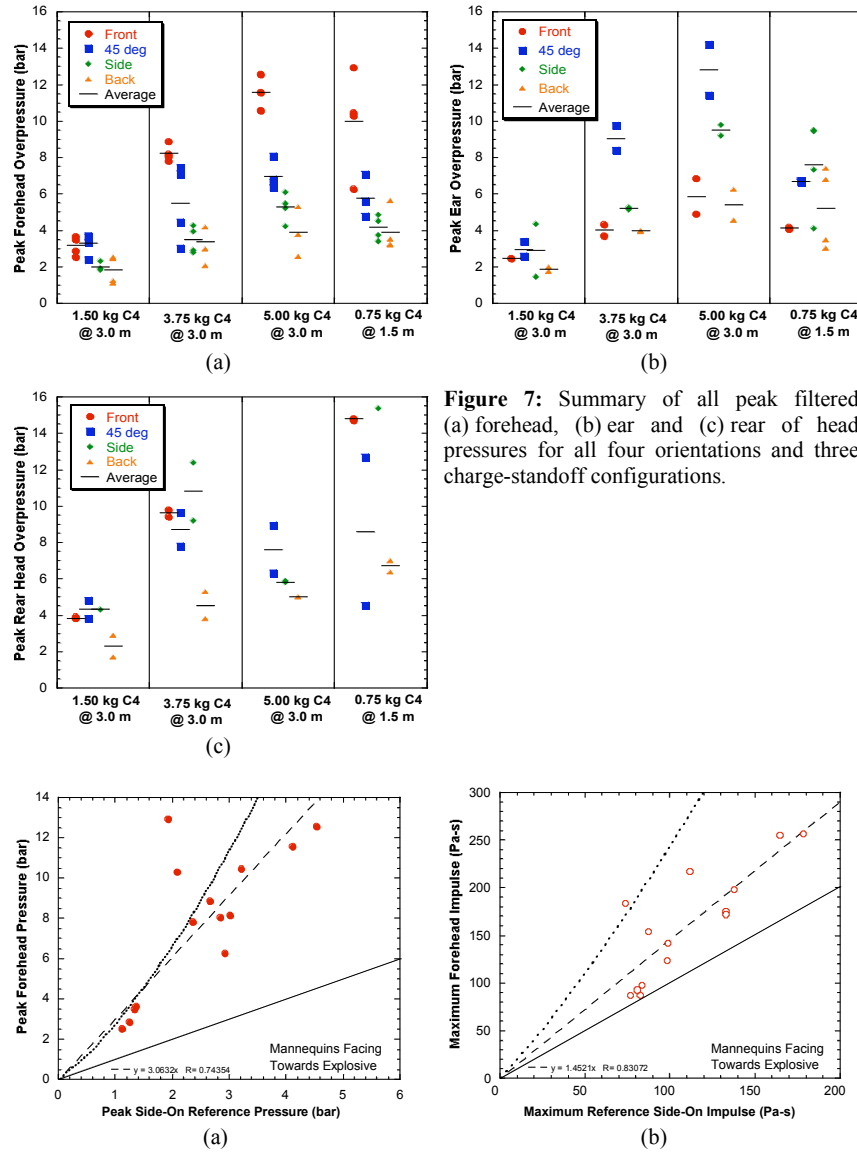 16
14
12
10
8
6
4
2
0
Peak Forehead Overpressure (bar)
Front
45 deg
Side
Back
Average
1.50 kg C4
@ 3.0 m
3.75 kg C4
@ 3.0 m
5.00 kg C4
@ 3.0 m
0.75 kg C4
@ 1.5 m
(a)
16
14
12
10
8
6
4
2
0
Peak Ear Overpressure (bar)
Front
45 deg
Side
Back
Average
1.50 kg C4
@ 3.0 m
3.75 kg C4
@ 3.0 m
5.00 kg C4
@ 3.0 m
0.75 kg C4
@ 1.5 m
(b)
16
14
12
10
8
6
4
2
0
Peak Rear Head Overpressure (bar)
Front
45 deg
Side
Back
Average
1.50 kg C4
@ 3.0 m
3.75 kg C4
@ 3.0 m
5.00 kg C4
@ 3.0 m
0.75 kg C4
@ 1.5 m
(c)
Figure 7: Summary of all peak filtered
(a) forehead, (b) ear and (c) rear of head
pressures for all four orientations and three
charge-standoff configurations.
14
12
10
8
6
4
2
0
Peak Forehead Pressure (bar)
Mannequins Facing
Towards Explosive
y = 3.0632x R= 0.74354
0 1 2 3 4 5 6
Peak Side-On Reference Pressure (bar)
(a)
300
250
200
150
100
50
0
Maximum Forehead Impulse (Pa-s)
Mannequins Facing
Towards Explosive
y = 1.4521x R= 0.83072
0 50 100 150 200
Maximum Reference Side-On Impulse (Pa-s)
(b)